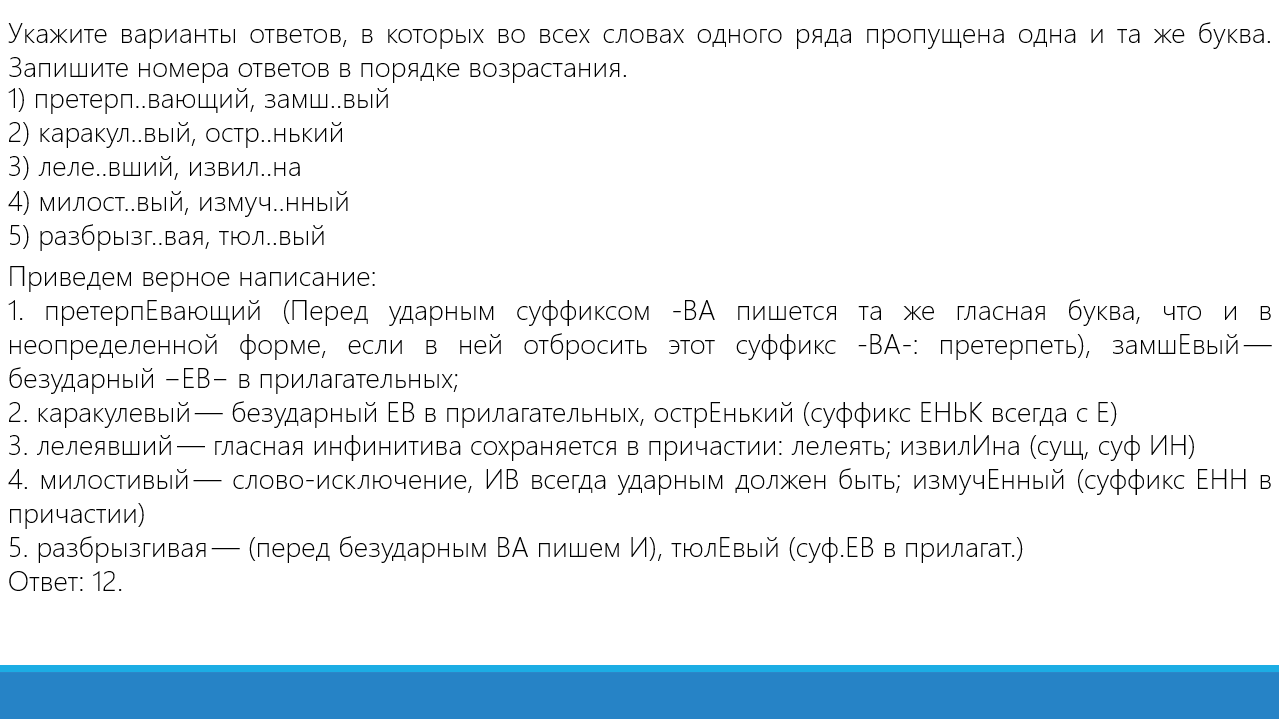 Укажите варианты ответов, в которых во всех словах одного ряда пропущена одна и та же буква.
Запишите номера ответов в порядке возрастания.
1) претерп..вающий, замш..вый
2) каракул..вый, остр..нький
3) леле..вший, извил..на
4) милост..вый, измуч..нный
5) разбрызг..вая, тюл..вый
Приведем верное написание:
1. претерпЕвающий (Перед ударным суффиксом -ВА пишется та же гласная буква, что и в
неопределенной форме, если в ней отбросить этот суффикс -ВА-: претерпеть), замшЕвый —
безударный –ЕВ– в прилагательных;
2. каракулевый — безударный ЕВ в прилагательных, острЕнький (суффикс ЕНЬК всегда с Е)
3. лелеявший — гласная инфинитива сохраняется в причастии: лелеять; извилИна (сущ, суф ИН)
4. милостивый — слово-исключение, ИВ всегда ударным должен быть; измучЕнный (суффикс ЕНН в
причастии)
5. разбрызгивая — (перед безударным ВА пишем И), тюлЕвый (суф.ЕВ в прилагат.)
Ответ: 12.